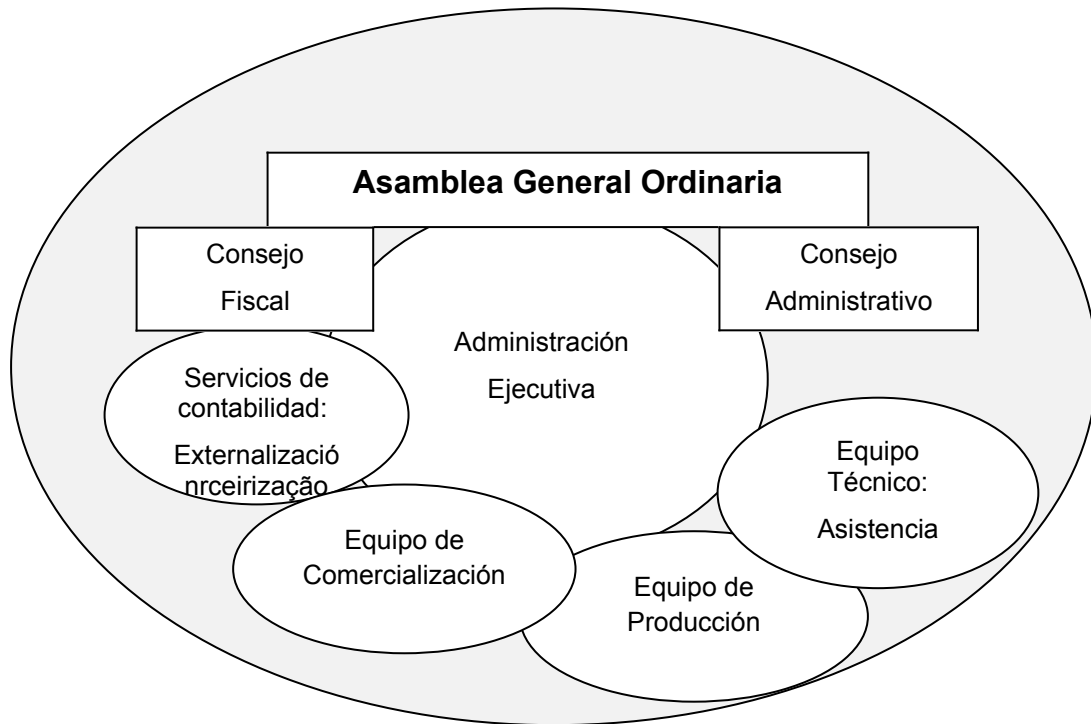 Asamblea General Ordinaria
Consejo
Fiscal
Consejo
Administrativo
Administración
Ejecutiva
Servicios de
contabilidad:
Externalizació
nrceirização
Equipo
Técnico:
Asistencia
Equipo de
Comercialización
Equipo de
Producción